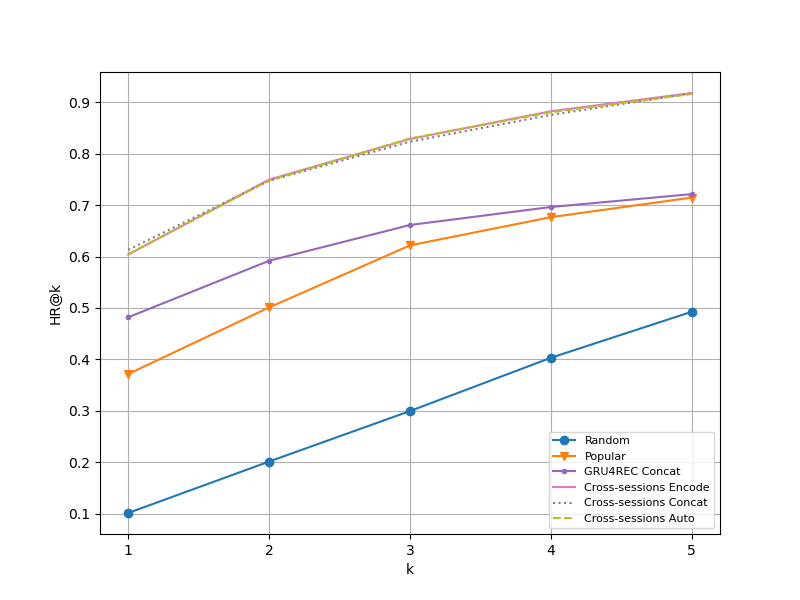 0.9
0.8
0.7
0.6
0.5
0.4
0.3
0.2
0.1
HR@k
1 2 3 4 5
k
Random
Popular
GRU4REC Concat
Cross-sessions Encode
Cross-sessions Concat
Cross-sessions Auto